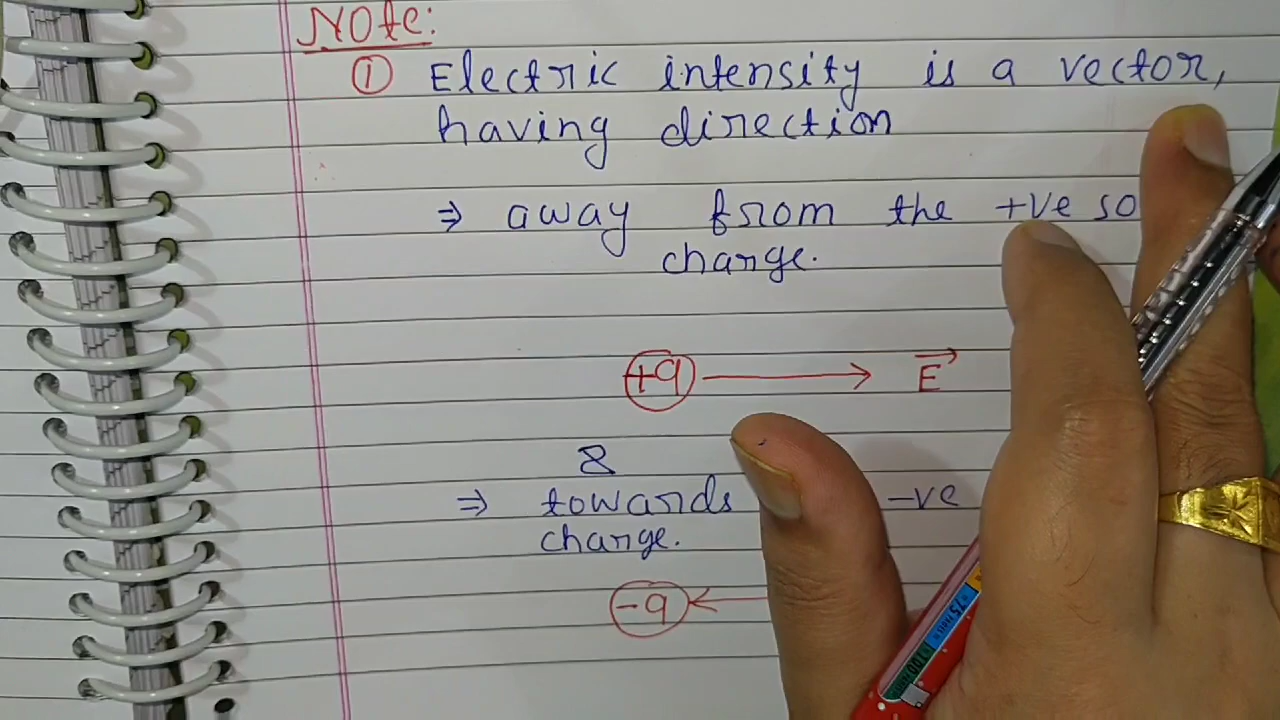 Note:
① Electric intensity is a vector,
having direction
⇒ away from the +ve so
charge.
+q → E⃗
&
⇒ towards -ve
charge.
-q ←